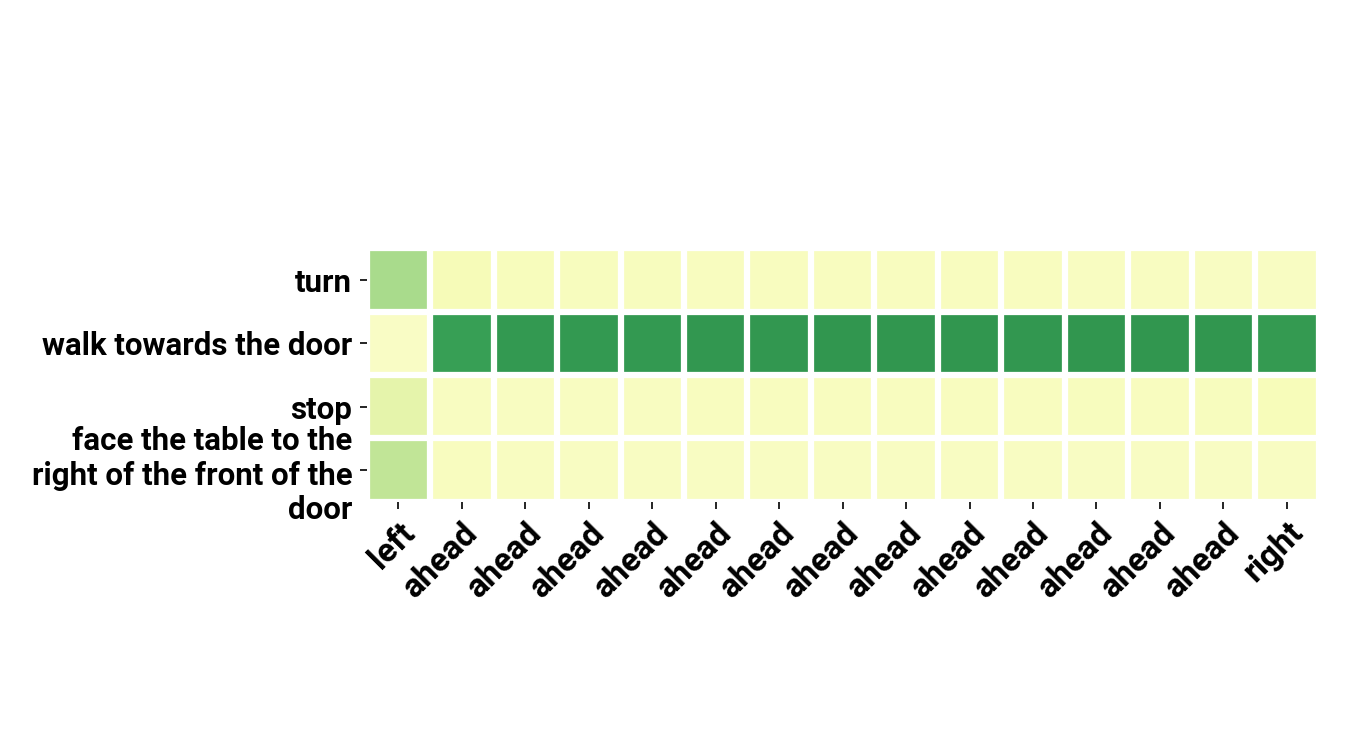 turn
walk towards the door
stop
face the table to the
right of the front of the
door
left
ahead
ahead
ahead
ahead
ahead
ahead
ahead
ahead
ahead
ahead
ahead
ahead
ahead
right